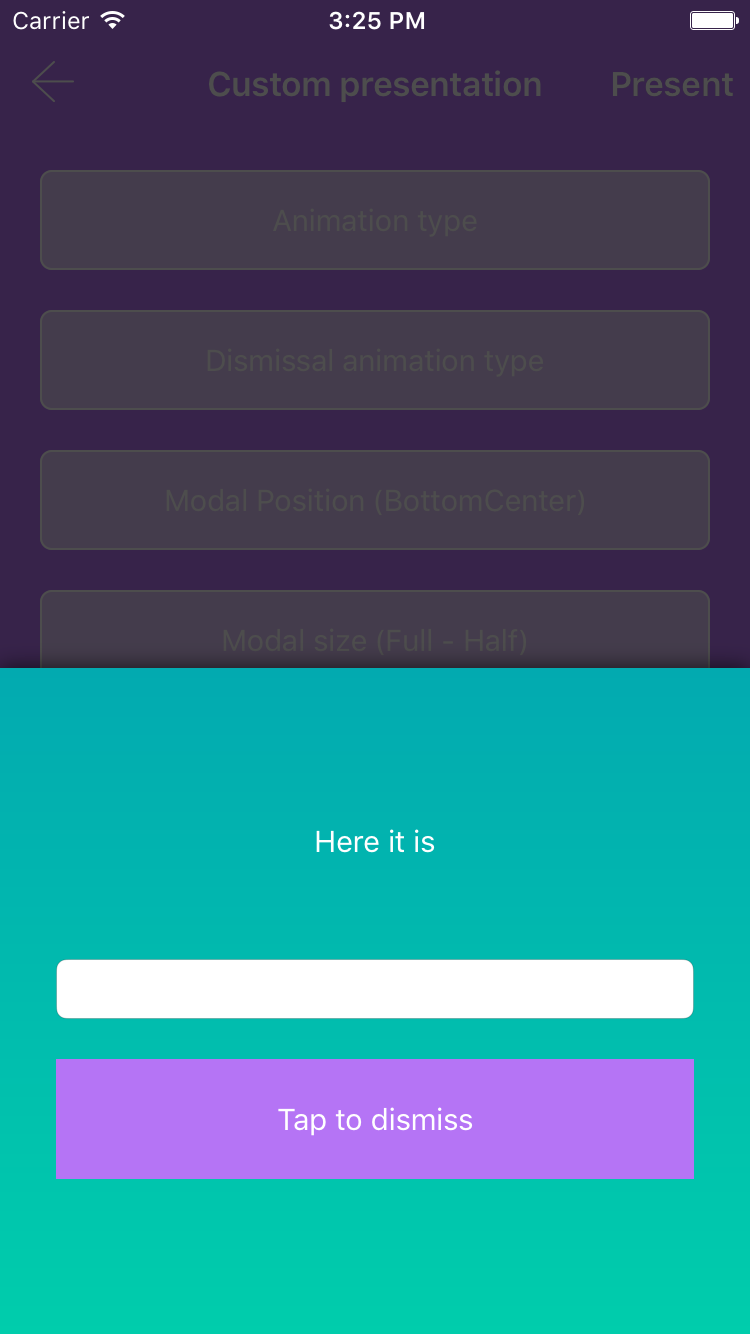 Carrier 3:25 PM
Custom presentation Present
Animation type
Dismissal animation type
Modal Position (BottomCenter)
Modal size (Full - Half)
Here it is
Tap to dismiss